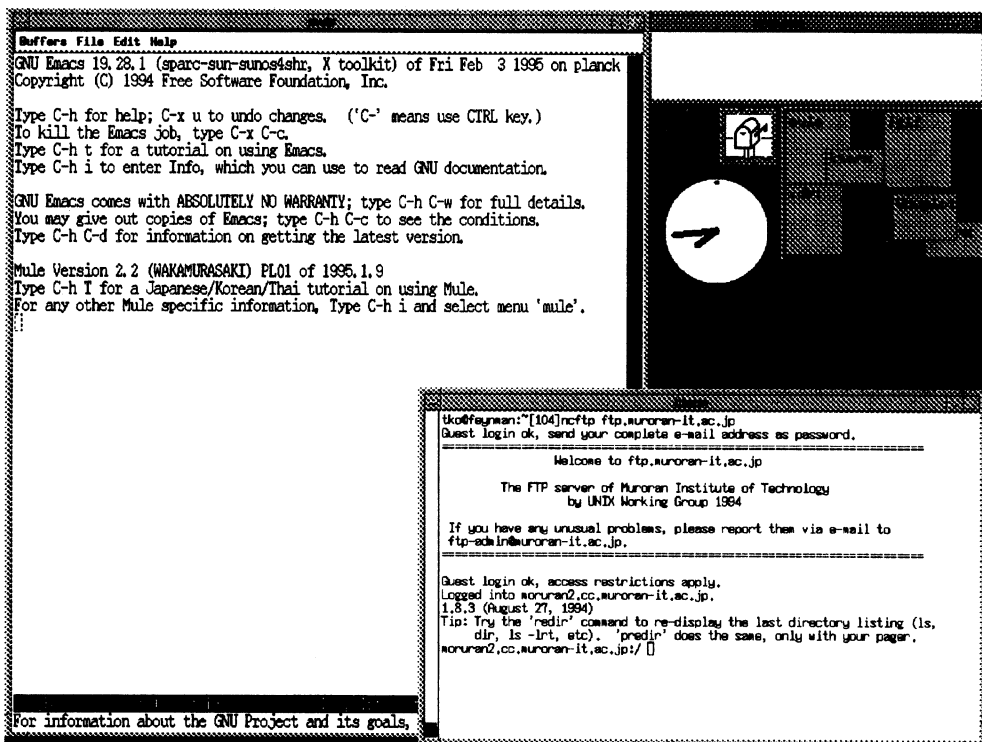 Buffers File Edit Help
GNU Emacs 19.28.1 (sparc-sun-sunos4shr, X toolkit) of Fri Feb  3 1995 on planck
Copyright (C) 1994 Free Software Foundation, Inc.
Type C-h for help; C-x u to undo changes.  (`C-' means use CTRL key.)
To kill the Emacs job, type C-x C-c.
Type C-h t for a tutorial on using Emacs.
Type C-h i to enter Info, which you can use to read GNU documentation.
GNU Emacs comes with ABSOLUTELY NO WARRANTY; type C-h C-w for full details.
You may give out copies of Emacs; type C-h C-c to see the conditions.
Type C-h C-d for information on getting the latest version.
Mule Version 2.2 (WAKAMURASAKI) PL01 of 1995.1.9
Type C-h T for a Japanese/Korean/Thai tutorial on using Mule.
For any other Mule specific information, Type C-h i and select menu `mule'.
For information about the GNU Project and its goals,
tko@feynman:~[104]ncftp ftp.muroran-it.ac.jp
Guest login ok, send your complete e-mail address as password.
Welcome to ftp.muroran-it.ac.jp
The FTP server of Muroran Institute of Technology
by UNIX Working Group 1994
If you have any unusual problems, please report them via e-mail to
ftp-admin@muroran-it.ac.jp.
Guest login ok, access restrictions apply.
Logged into moruran2.cc.muroran-it.ac.jp.
1.8.3 (August 27, 1994)
Tip: Try the 'redir' command to re-display the last directory listing (ls,
dir, ls -lrt, etc).  'predir' does the same, only with your pager.
moruran2.cc.muroran-it.ac.jp:/